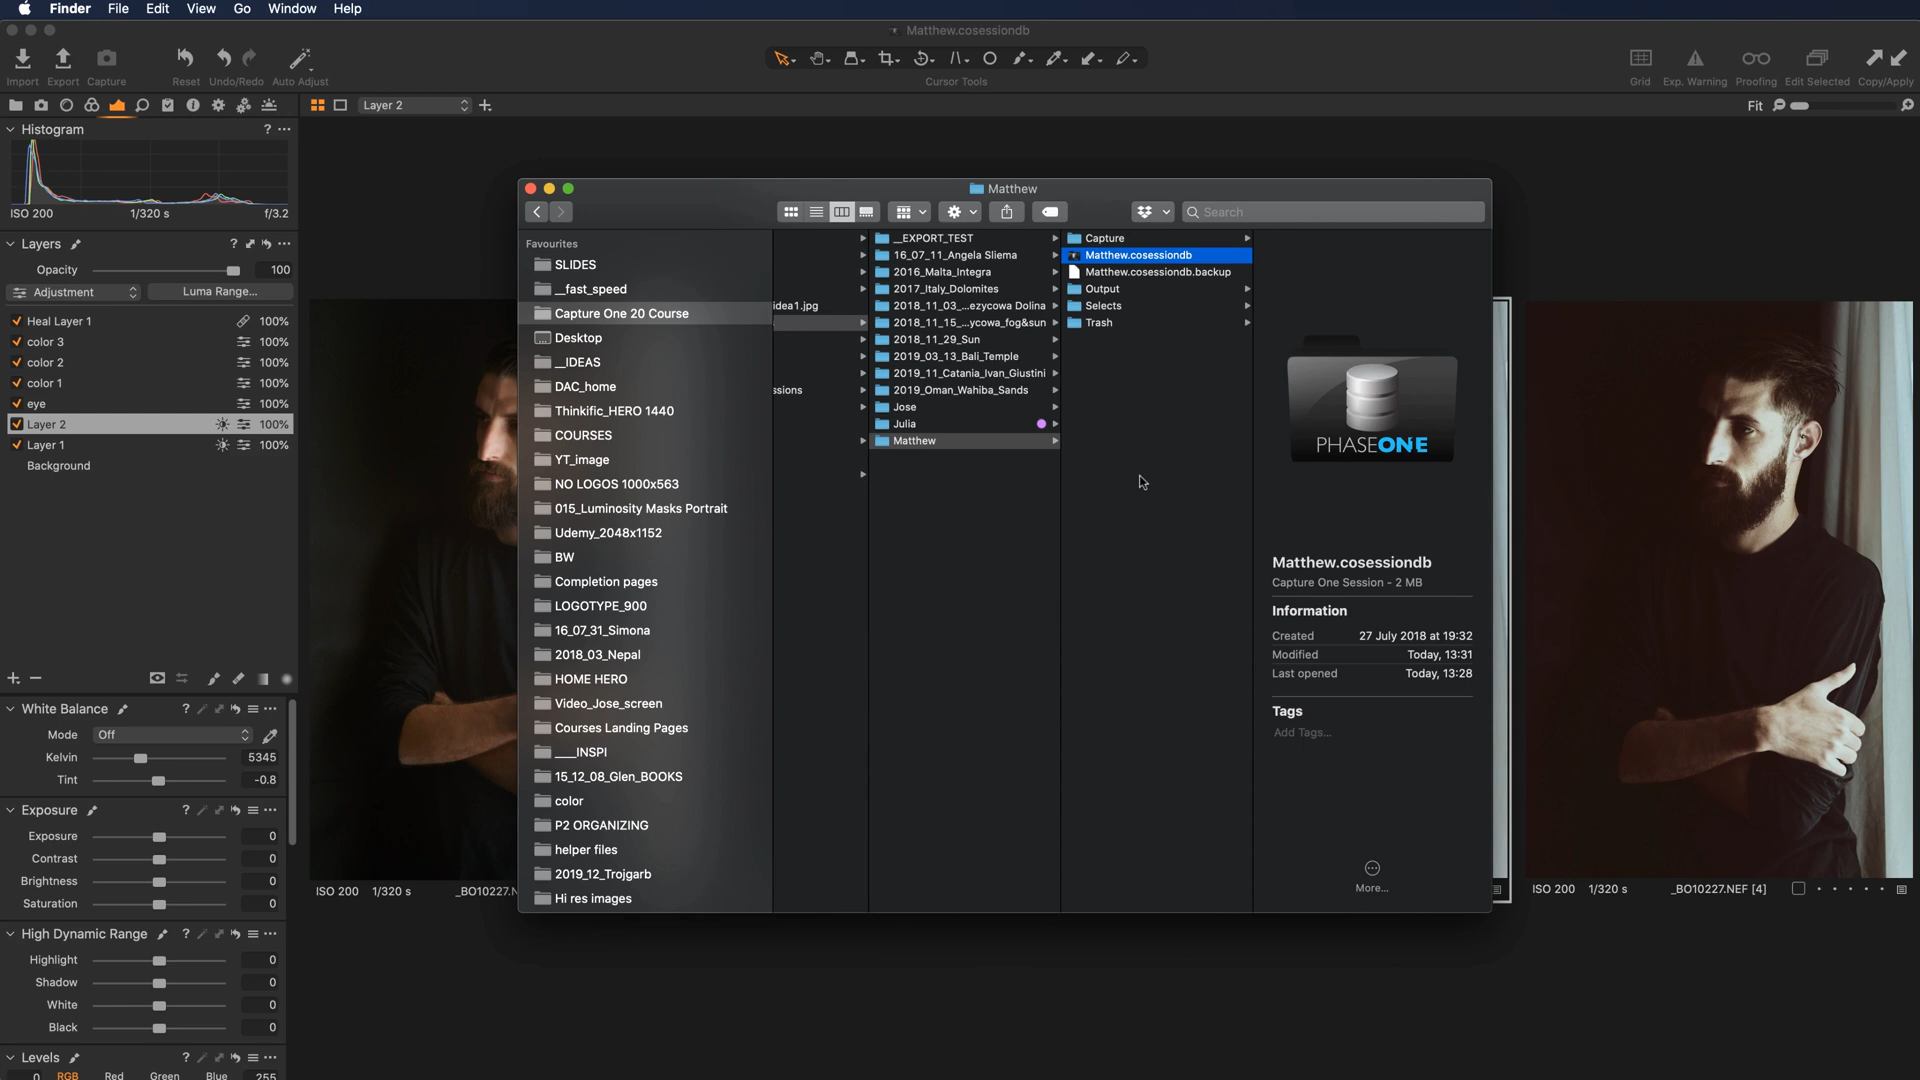 Finder File Edit View Go Window Help
Matthew.cosessiondb
Import Export Capture Reset Undo/Redo Auto Adjust Cursor Tools Grid Exp. Warning Proofing Edit Selected Copy/Apply
Layer 2 Fit
Histogram ?
ISO 200 1/320 s f/3.2
Layers ?
Opacity 100
Adjustment Luma Range...
Heal Layer 1 100%
color 3 100%
color 2 100%
color 1 100%
eye 100%
Layer 2 100%
Layer 1 100%
Background
White Balance ?
Mode Off
Kelvin 5345
Tint -0.8
Exposure ?
Exposure 0
Contrast 0
Brightness 0
Saturation 0
High Dynamic Range ?
Highlight 0
Shadow 0
White 0
Black 0
Levels ?
0 RGB Red Green Blue 255
Matthew
Search
Favourites
SLIDES
__fast_speed
Capture One 20 Course
Desktop
__IDEAS
DAC_home
Thinkific_HERO 1440
COURSES
YT_image
NO LOGOS 1000x563
015_Luminosity Masks Portrait
Udemy_2048x1152
BW
Completion pages
LOGOTYPE_900
16_07_31_Simona
2018_03_Nepal
HOME HERO
Video_Jose_screen
Courses Landing Pages
____INSPI
15_12_08_Glen_BOOKS
color
P2 ORGANIZING
helper files
2019_12_Trojgarb
Hi res images
idea1.jpg
ssions
__EXPORT_TEST
16_07_11_Angela Sliema
2016_Malta_Integra
2017_Italy_Dolomites
2018_11_03_...ezycowa Dolina
2018_11_15_...ycowa_fog&sun
2018_11_29_Sun
2019_03_13_Bali_Temple
2019_11_Catania_Ivan_Giustini
2019_Oman_Wahiba_Sands
Jose
Julia
Matthew
Capture
Matthew.cosessiondb
Matthew.cosessiondb.backup
Output
Selects
Trash
PHASEONE
Matthew.cosessiondb
Capture One Session - 2 MB
Information
Created 27 July 2018 at 19:32
Modified Today, 13:31
Last opened Today, 13:28
Tags
Add Tags...
More...
ISO 200 1/320 s _BO10227.N
ISO 200 1/320 s _BO10227.NEF [4]